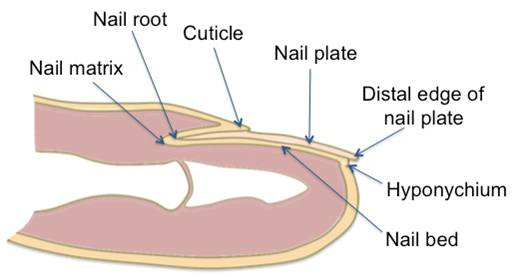 Nail root
Cuticle
Nail plate
Nail matrix
Distal edge of
nail plate
Hyponychium
Nail bed